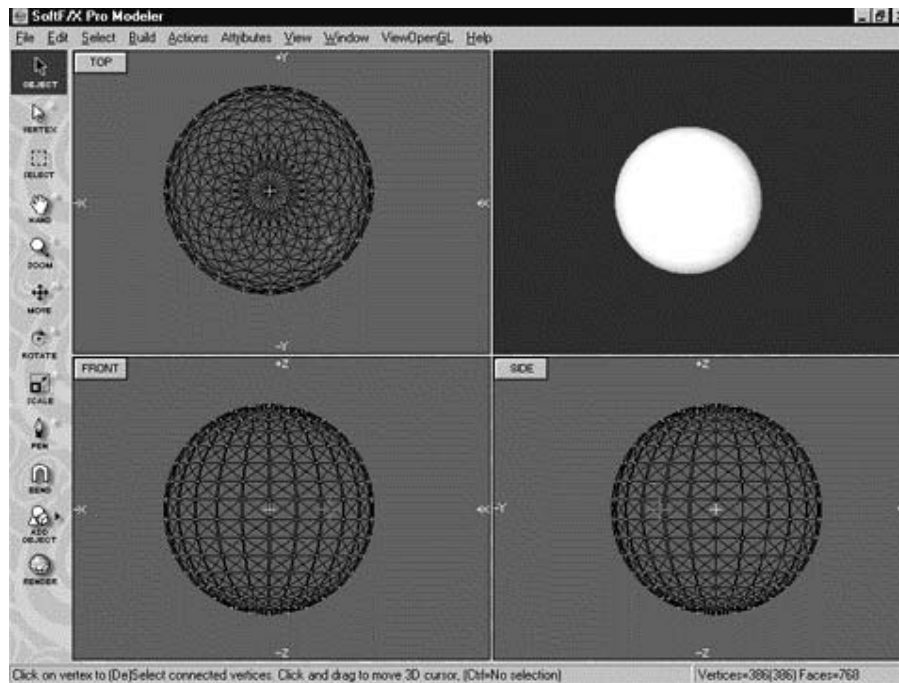 SoftF/X Pro Modeler
File Edit Select Build Actions Attributes View Window ViewOpenGL Help
OBJECT
VERTEX
SELECT
HAND
ZOOM
MOVE
ROTATE
SCALE
PEN
BEND
ADD
OBJECT
RENDER
TOP
+Y
-X
-Y
FRONT
+Z
-X
-Z
SIDE
+Z
-Y
-Z
Click on vertex to (De)Select connected vertices. Click and drag to move 3D cursor, (Ctrl=No selection)
Vertices=386(386) Faces=768